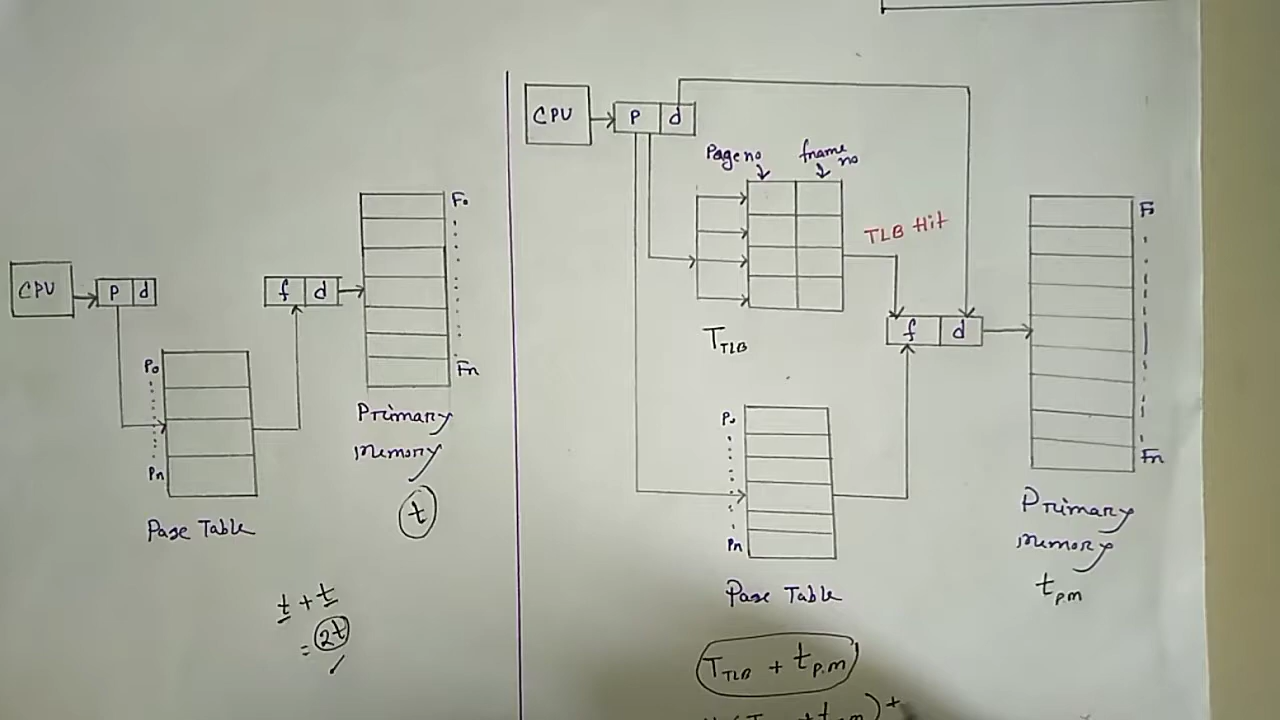 CPU
P d
f d
F0
Fn
P0
Pn
Page Table
Primary
memory
t
t + t
= 2t
CPU
P d
Page no
fname
no
TLB Hit
TTLB
f d
F0
Fn
P0
Pn
Page Table
Primary
memory
tpm
TTLB + tp.m